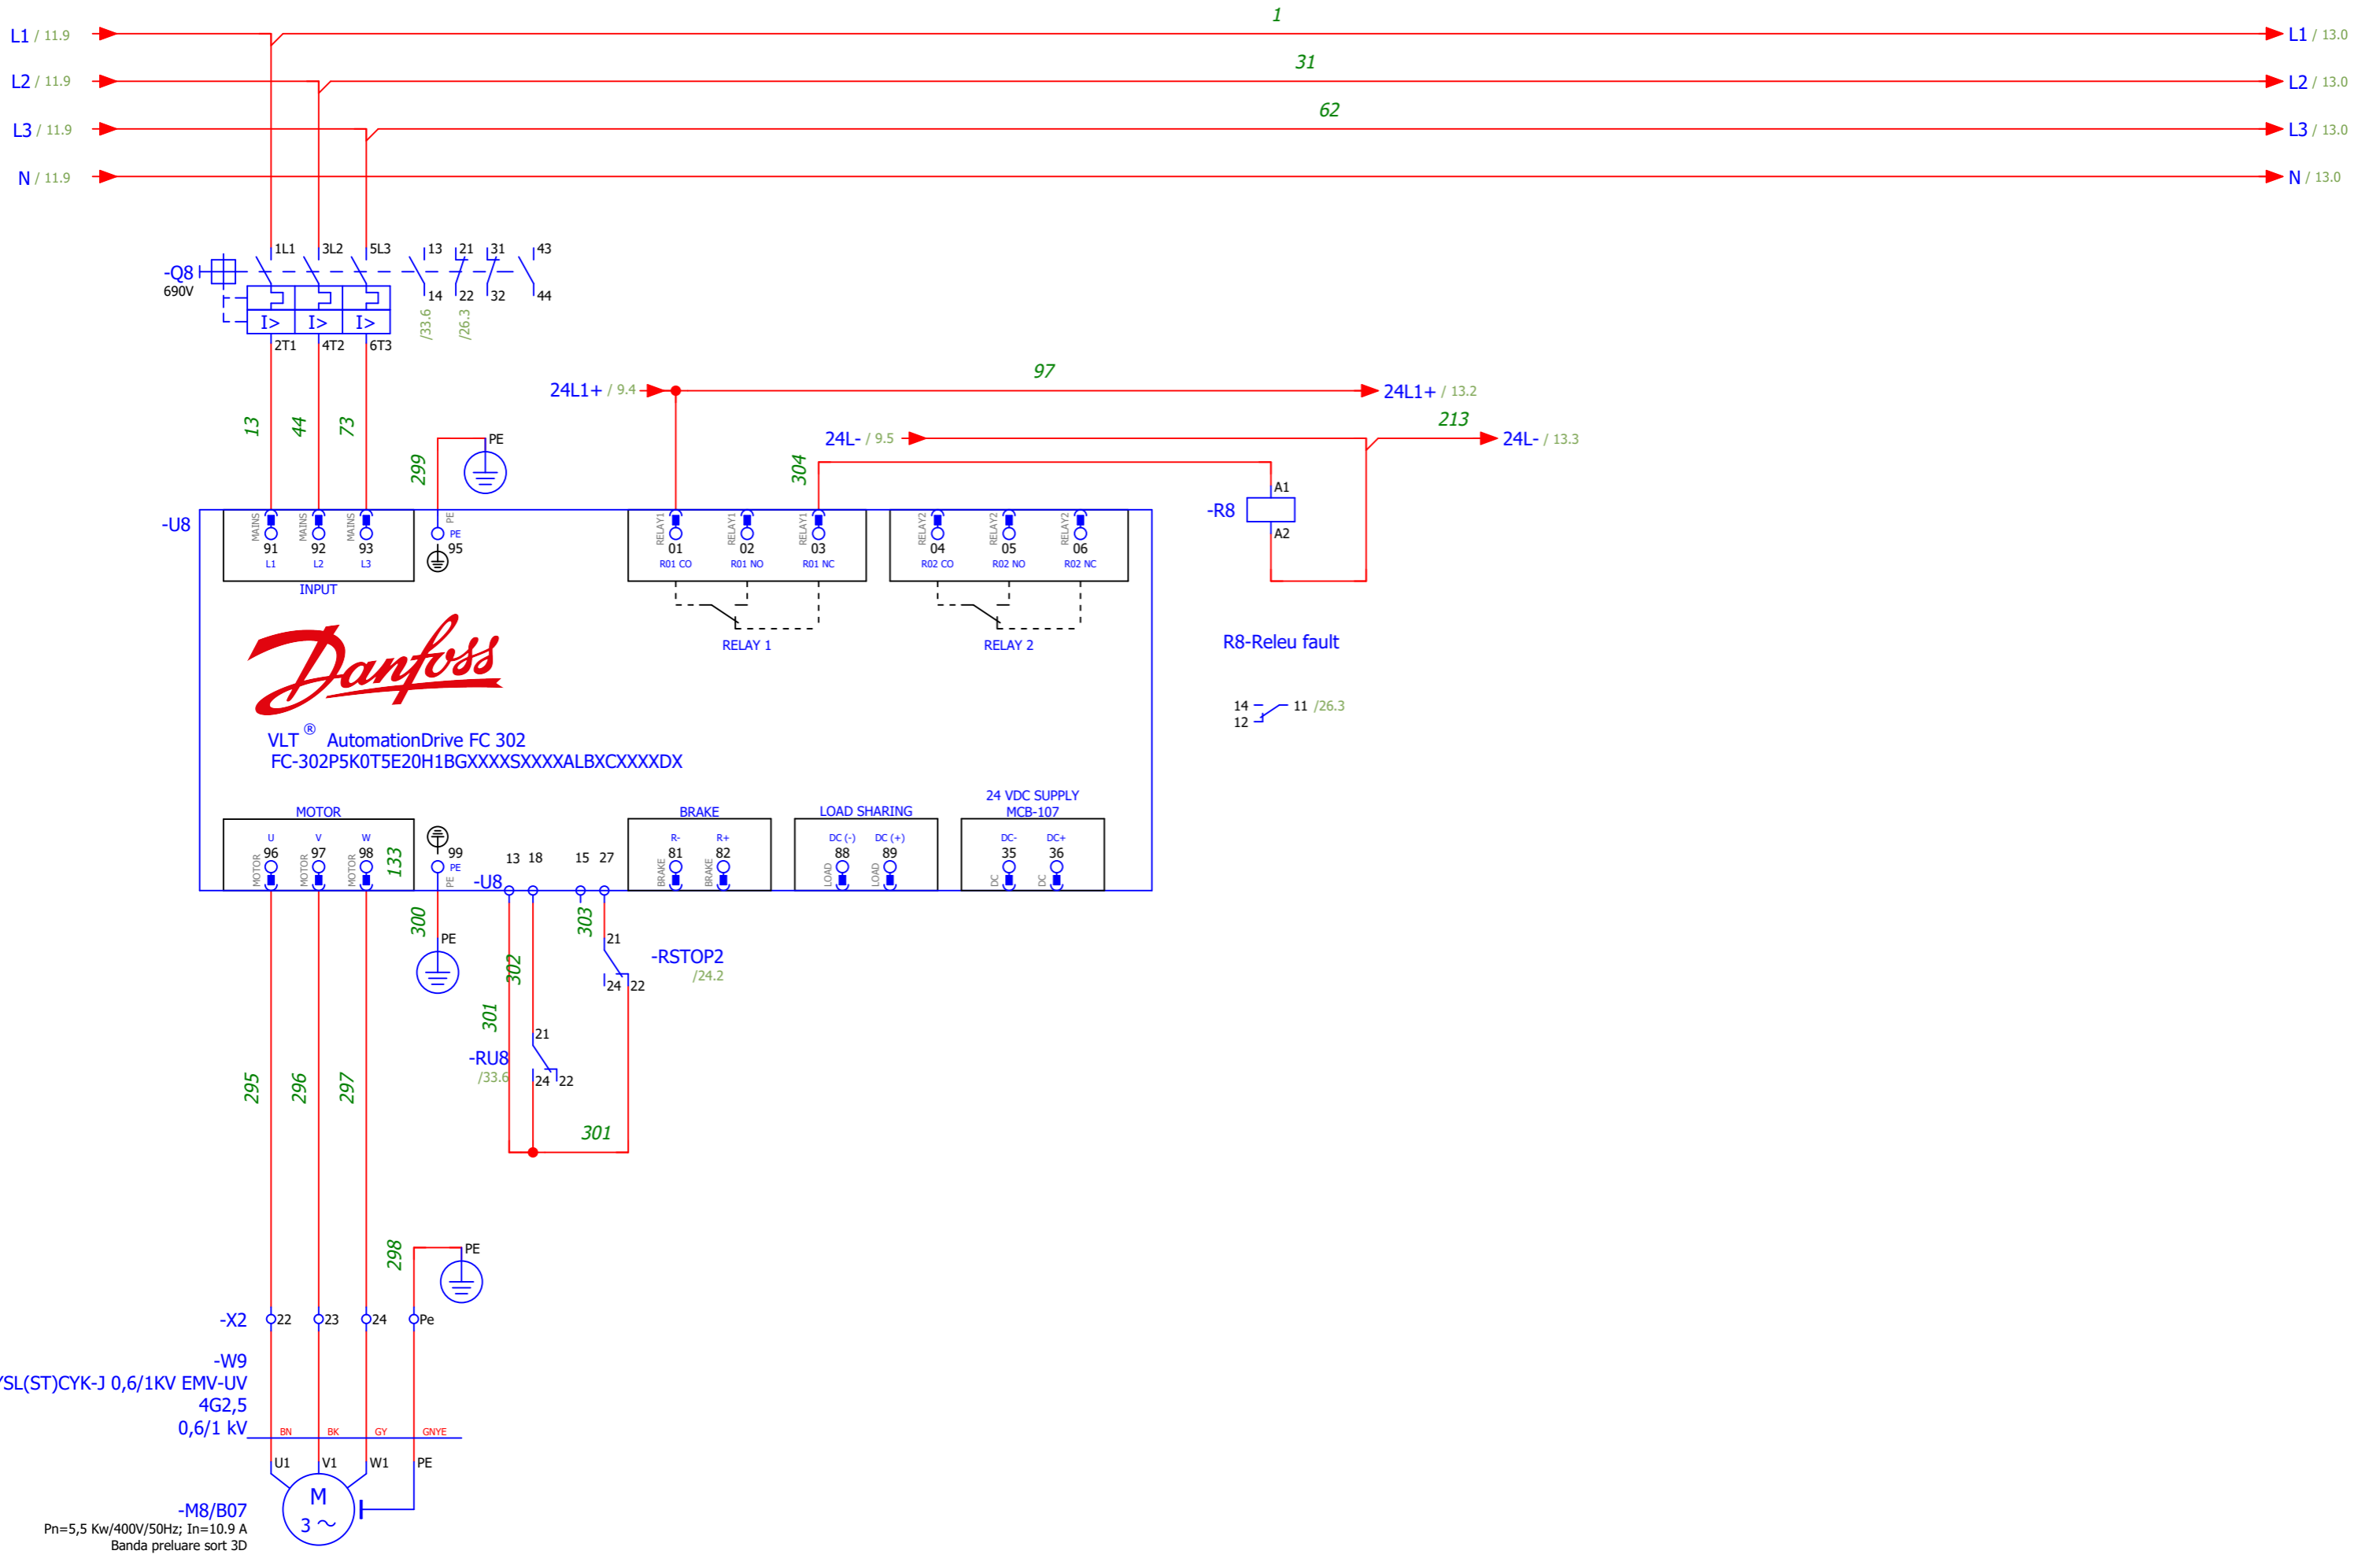 1
L1 / 11.9
L1 / 13.0
31
L2 / 11.9
L2 / 13.0
62
L3 / 11.9
L3 / 13.0
N / 11.9
N / 13.0
1L1 3L2 5L3 13 21 31 43
-Q8
690V
14 22 32 44
I> I> I>
/33.6 /26.3
2T1 4T2 6T3
97
24L1+ / 9.4
24L1+ / 13.2
213
13 44 73
24L- / 9.5
24L- / 13.3
299
PE
304
A1
-R8
A2
-U8
MAINS MAINS MAINS PE
PE
91 92 93 95
L1 L2 L3
INPUT
RELAY1 RELAY1 RELAY1 RELAY2 RELAY2 RELAY2
01 02 03 04 05 06
R01 CO R01 NO R01 NC R02 CO R02 NO R02 NC
RELAY 1
RELAY 2
R8-Releu fault
Danfoss
14 11 /26.3
12
VLT ® AutomationDrive FC 302
FC-302P5K0T5E20H1BGXXXXSXXXXALBXCXXXXDX
24 VDC SUPPLY
MOTOR
BRAKE
LOAD SHARING
MCB-107
U V W
R- R+
DC (-) DC (+)
DC- DC+
96 97 98 133 99
PE
13 18 15 27
81 82 88 89 35 36
MOTOR MOTOR MOTOR PE
BRAKE BRAKE LOAD LOAD DC DC
-U8
300
PE
303
21
-RSTOP2
/24.2
24 22
302
301
21
-RU8
/33.6
24 22
295 296 297
301
298
PE
-X2
22 23 24 Pe
-W9
YSL(ST)CYK-J 0,6/1KV EMV-UV
4G2,5
0,6/1 kV
BN BK GY GNYE
U1 V1 W1 PE
M
3 ~
-M8/B07
Pn=5,5 Kw/400V/50Hz; In=10.9 A
Banda preluare sort 3D